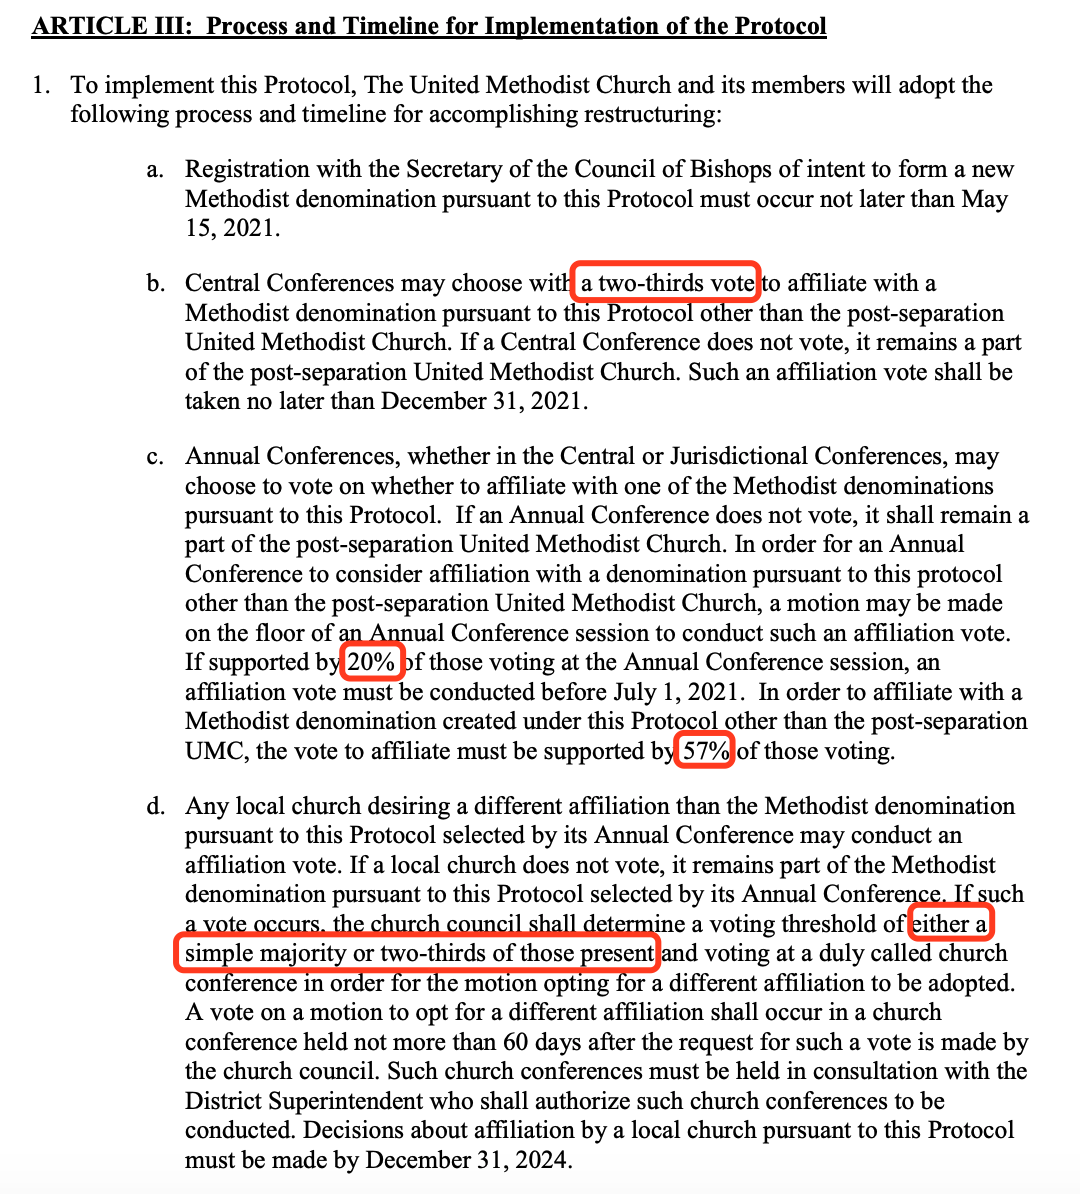 ARTICLE III:  Process and Timeline for Implementation of the Protocol
1. To implement this Protocol, The United Methodist Church and its members will adopt the
following process and timeline for accomplishing restructuring:
a. Registration with the Secretary of the Council of Bishops of intent to form a new
Methodist denomination pursuant to this Protocol must occur not later than May
15, 2021.
b. Central Conferences may choose with a two-thirds vote to affiliate with a
Methodist denomination pursuant to this Protocol other than the post-separation
United Methodist Church. If a Central Conference does not vote, it remains a part
of the post-separation United Methodist Church. Such an affiliation vote shall be
taken no later than December 31, 2021.
c. Annual Conferences, whether in the Central or Jurisdictional Conferences, may
choose to vote on whether to affiliate with one of the Methodist denominations
pursuant to this Protocol.  If an Annual Conference does not vote, it shall remain a
part of the post-separation United Methodist Church. In order for an Annual
Conference to consider affiliation with a denomination pursuant to this protocol
other than the post-separation United Methodist Church, a motion may be made
on the floor of an Annual Conference session to conduct such an affiliation vote.
If supported by 20% of those voting at the Annual Conference session, an
affiliation vote must be conducted before July 1, 2021.  In order to affiliate with a
Methodist denomination created under this Protocol other than the post-separation
UMC, the vote to affiliate must be supported by 57% of those voting.
d. Any local church desiring a different affiliation than the Methodist denomination
pursuant to this Protocol selected by its Annual Conference may conduct an
affiliation vote. If a local church does not vote, it remains part of the Methodist
denomination pursuant to this Protocol selected by its Annual Conference. If such
a vote occurs, the church council shall determine a voting threshold of either a
simple majority or two-thirds of those present and voting at a duly called church
conference in order for the motion opting for a different affiliation to be adopted.
A vote on a motion to opt for a different affiliation shall occur in a church
conference held not more than 60 days after the request for such a vote is made by
the church council. Such church conferences must be held in consultation with the
District Superintendent who shall authorize such church conferences to be
conducted. Decisions about affiliation by a local church pursuant to this Protocol
must be made by December 31, 2024.